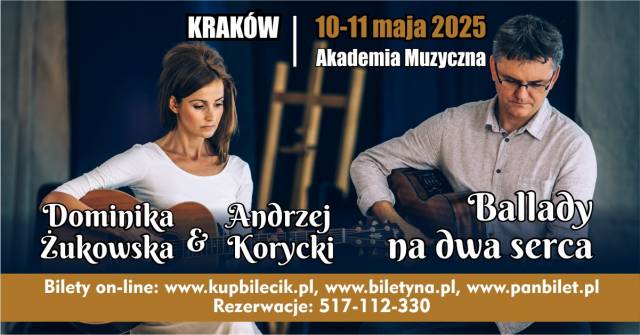 KRAKÓW
10-11 maja 2025
Akademia Muzyczna
Dominika
Żukowska
&
Andrzej
Korycki
Ballady
na dwa serca
Bilety on-line: www.kupbilecik.pl, www.biletyna.pl, www.panbilet.pl
Rezerwacje: 517-112-330